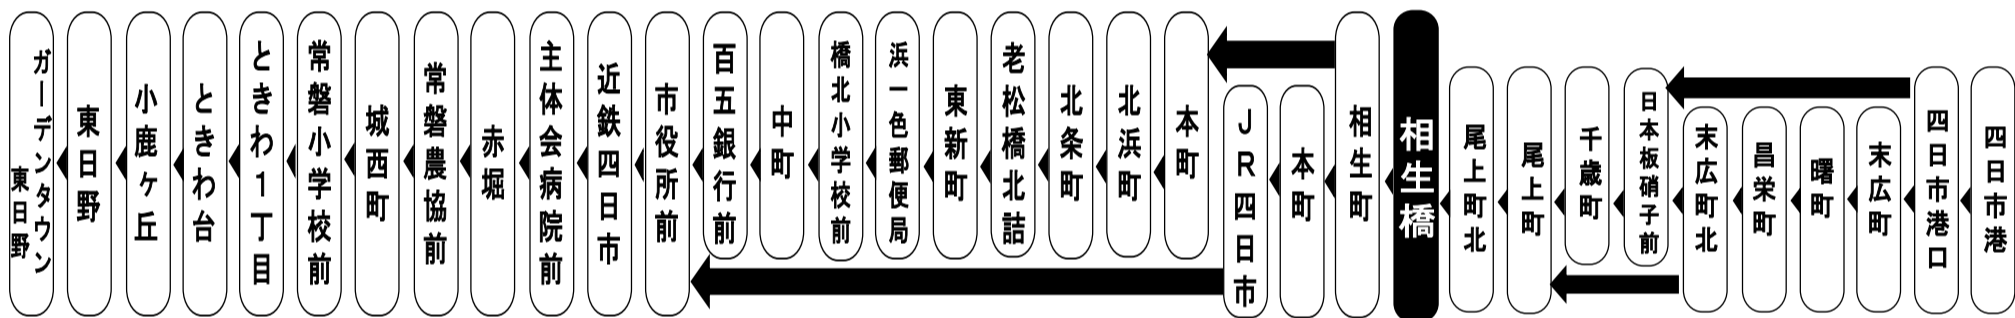 四日市港
四日市港口
末広町
曙町
昌栄町
末広町北
日本板硝子前
千歳町
尾上町
尾上町北
相生橋
相生町
本町
JR四日市
本町
北浜町
北条町
老松橋北詰
東新町
浜一色郵便局
橋北小学校前
中町
百五銀行前
市役所前
近鉄四日市
主体会病院前
赤堀
常磐農協前
城西町
常磐小学校前
ときわ1丁目
ときわ台
小鹿ヶ丘
東日野
ガーデンタウン
東日野